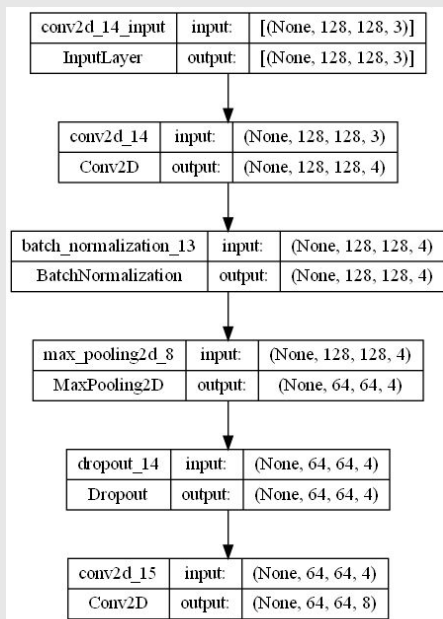 conv2d_14_input input: [(None, 128, 128, 3)]
InputLayer output: [(None, 128, 128, 3)]
conv2d_14 input: (None, 128, 128, 3)
Conv2D output: (None, 128, 128, 4)
batch_normalization_13 input: (None, 128, 128, 4)
BatchNormalization output: (None, 128, 128, 4)
max_pooling2d_8 input: (None, 128, 128, 4)
MaxPooling2D output: (None, 64, 64, 4)
dropout_14 input: (None, 64, 64, 4)
Dropout output: (None, 64, 64, 4)
conv2d_15 input: (None, 64, 64, 4)
Conv2D output: (None, 64, 64, 8)